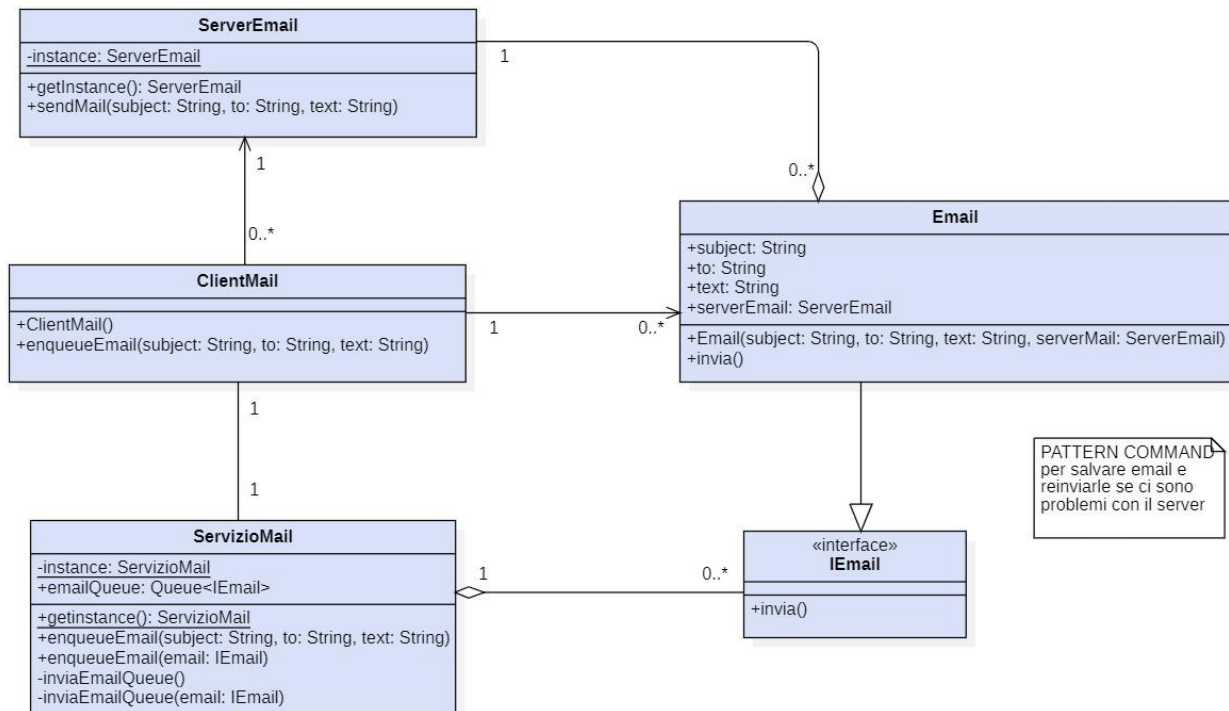 ServerEmail
-instance: ServerEmail
+getInstance(): ServerEmail
+sendMail(subject: String, to: String, text: String)
1
0..*
1
0..*
Email
+subject: String
+to: String
+text: String
+serverEmail: ServerEmail
+Email(subject: String, to: String, text: String, serverMail: ServerEmail)
+invia()
ClientMail
+ClientMail()
+enqueueEmail(subject: String, to: String, text: String)
1
0..*
1
1
PATTERN COMMAND
per salvare email e
reinviarle se ci sono
problemi con il server
ServizioMail
-instance: ServizioMail
+emailQueue: Queue<IEmail>
+getinstance(): ServizioMail
+enqueueEmail(subject: String, to: String, text: String)
+enqueueEmail(email: IEmail)
-inviaEmailQueue()
-inviaEmailQueue(email: IEmail)
1
0..*
«interface»
IEmail
+invia()